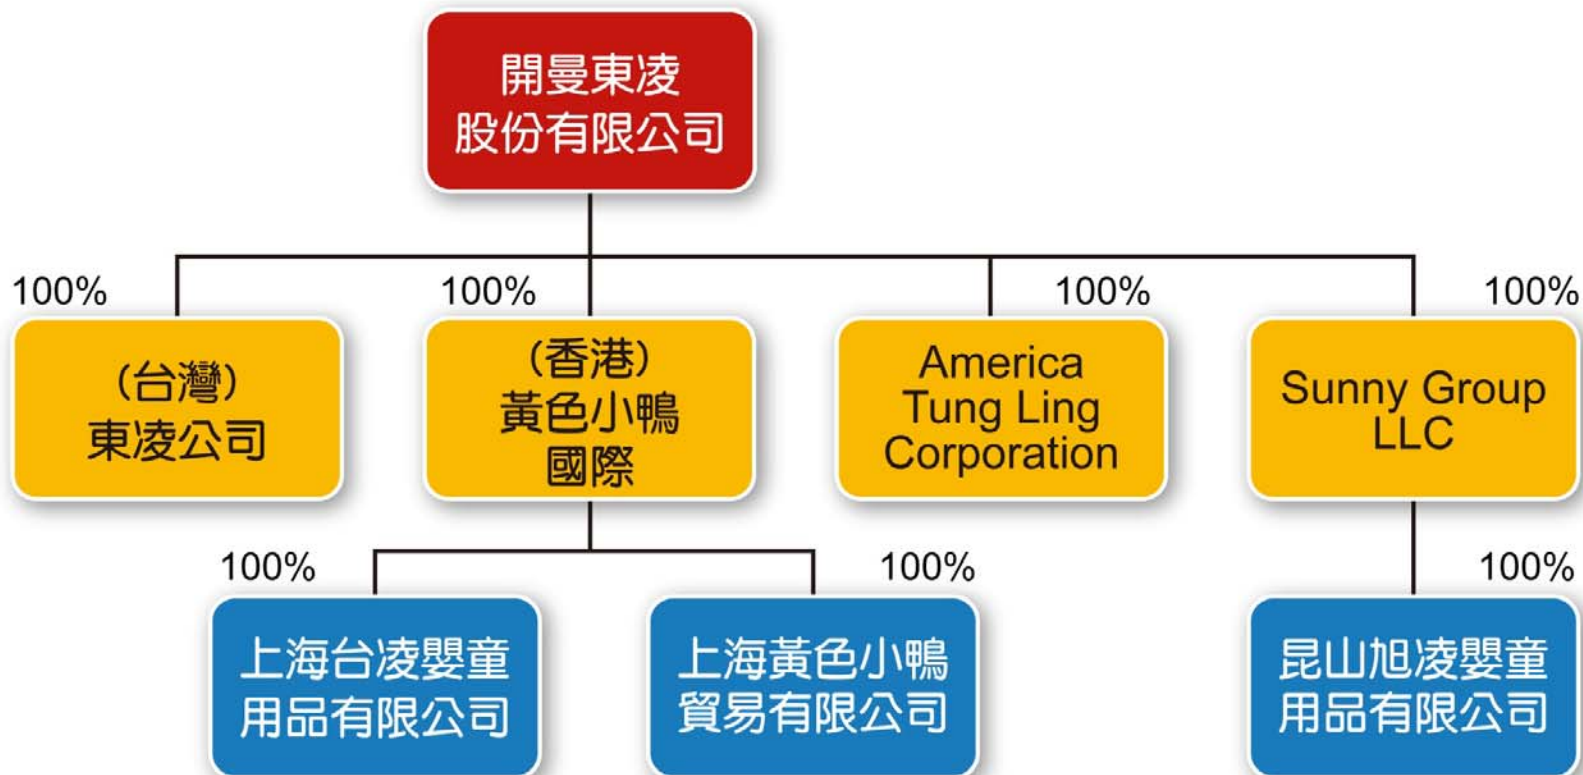 開曼東凌
股份有限公司
100%
100%
100%
100%
(台灣)
東凌公司
(香港)
黃色小鴨
國際
America
Tung Ling
Corporation
Sunny Group
LLC
100%
100%
100%
上海台凌嬰童
用品有限公司
上海黃色小鴨
貿易有限公司
昆山旭凌嬰童
用品有限公司